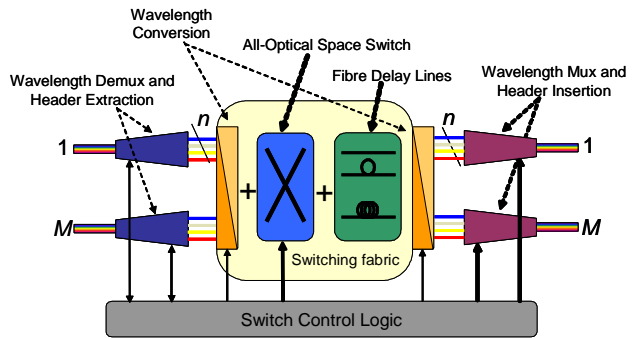 Wavelength
Conversion
All-Optical Space Switch
Fibre Delay Lines
Wavelength Demux and
Header Extraction
Wavelength Mux and
Header Insertion
n
n
1
1
+
+
M
M
Switching fabric
Switch Control Logic